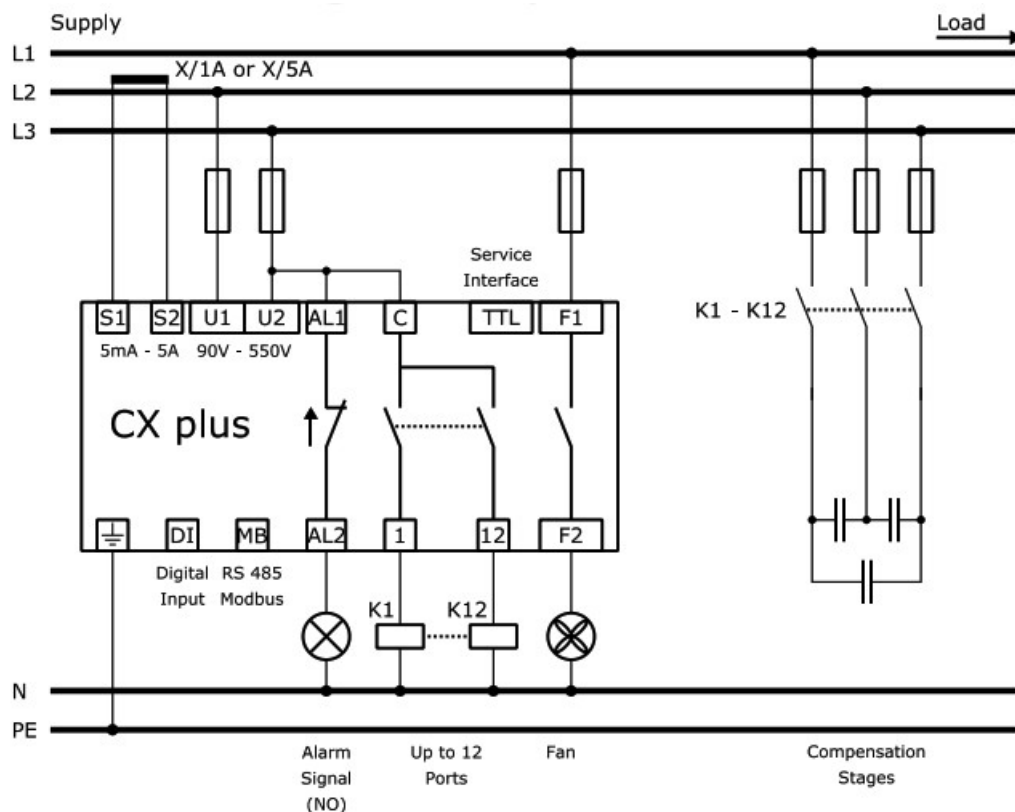 Supply
Load
L1
X/1A or X/5A
L2
L3
Service
Interface
S1 S2 U1 U2 AL1 C TTL F1
K1 - K12
5mA - 5A 90V - 550V
CX plus
DI MB AL2 1 12 F2
Digital RS 485
Input Modbus
K1 K12
N
PE
Alarm Up to 12 Fan Compensation
Signal Ports Stages
(NO)